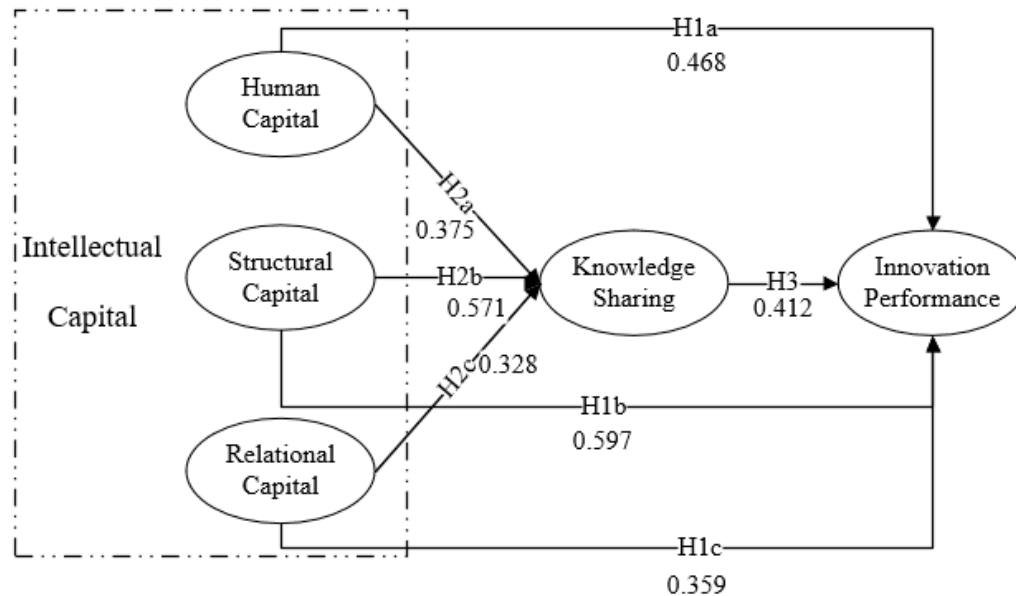 H1a
0.468
Human
Capital
H2a
0.375
Intellectual
Capital
Structural
Capital
H2b
0.571
Knowledge
Sharing
H3
0.412
Innovation
Performance
H2c
0.328
H1b
0.597
Relational
Capital
H1c
0.359